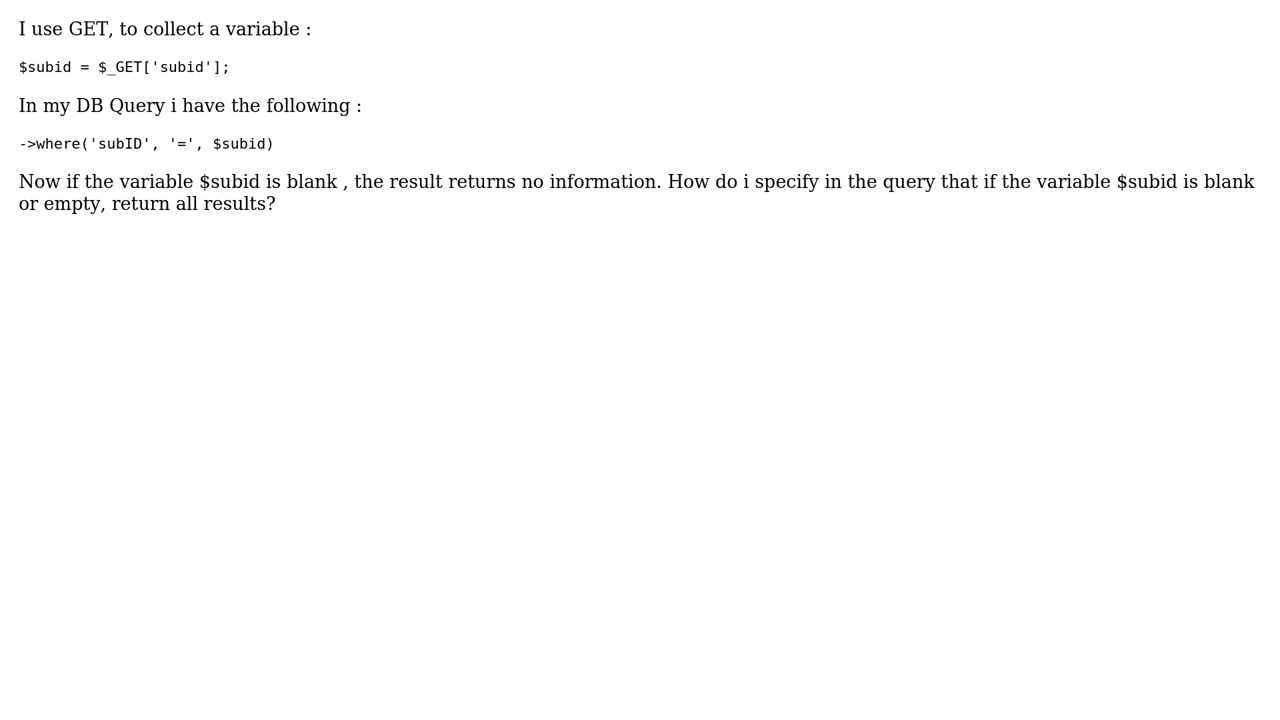 I use GET, to collect a variable :
$subid = $_GET['subid'];
In my DB Query i have the following :
->where('subID', '=', $subid)
Now if the variable $subid is blank , the result returns no information. How do i specify in the query that if the variable $subid is blank
or empty, return all results?